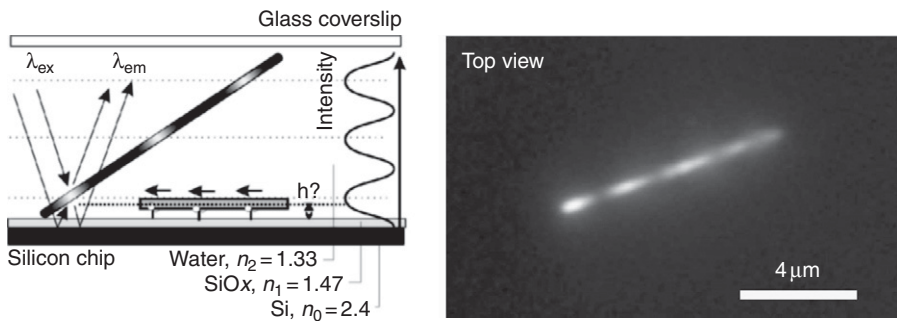 Glass coverslip
λex
λem
Intensity
h?
Silicon chip
Water, n2 = 1.33
SiOx, n1 = 1.47
Si, n0 = 2.4
Top view
4 µm